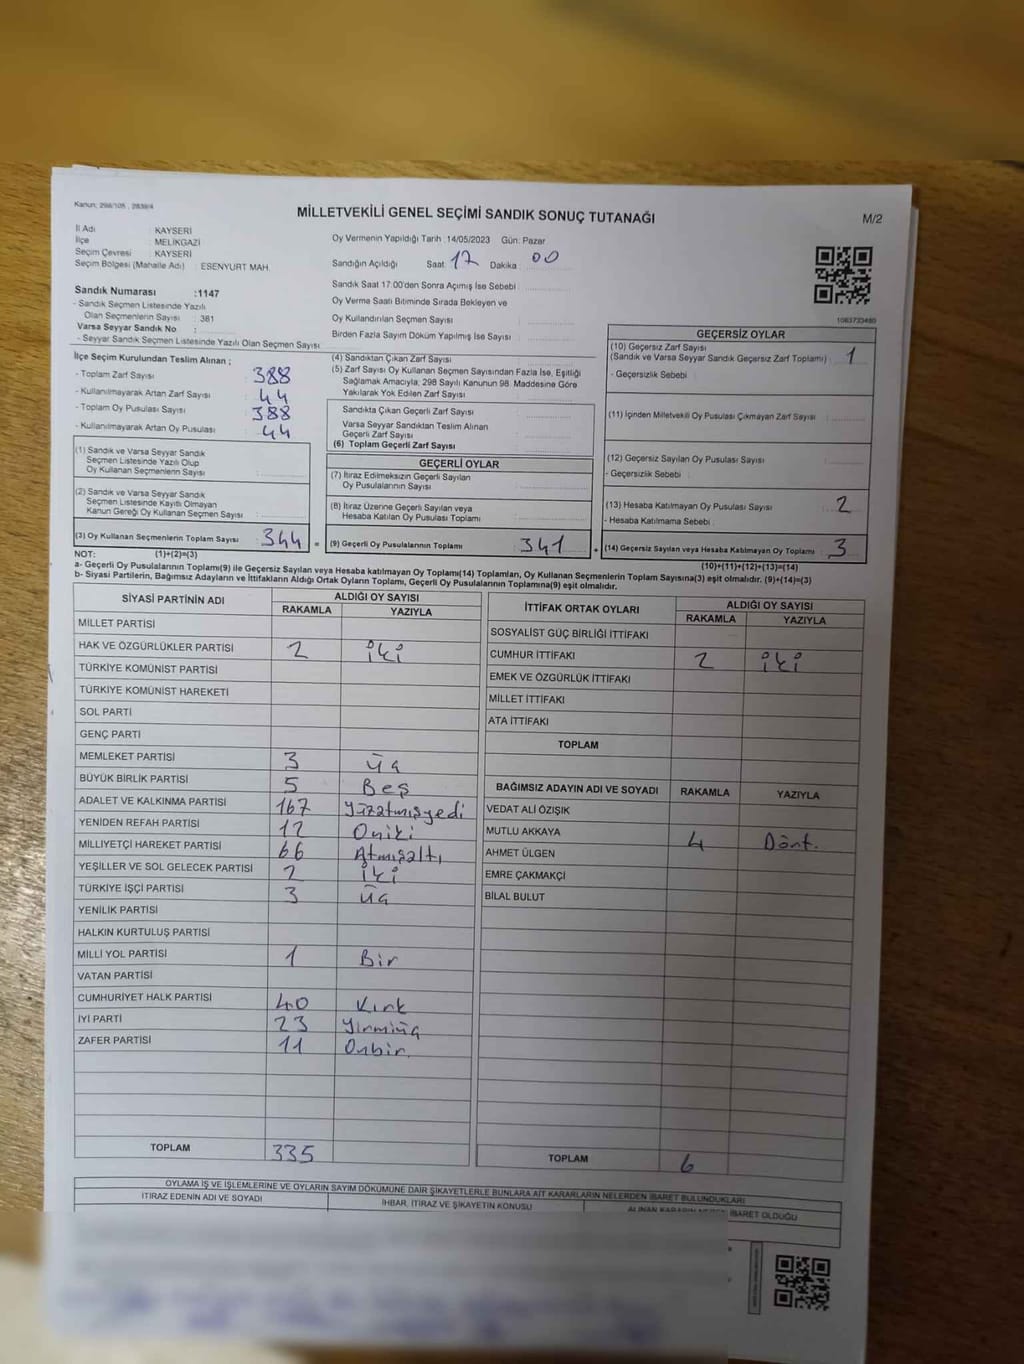 Kanun: 298/105 , 2839/4
MİLLETVEKİLİ GENEL SEÇİMİ SANDIK SONUÇ TUTANAĞI
M/2
İl Adı : KAYSERİ
İlçe : MELİKGAZİ
Seçim Çevresi : KAYSERİ
Seçim Bölgesi (Mahalle Adı) : ESENYURT MAH.
Oy Vermenin Yapıldığı Tarih :14/05/2023 Gün: Pazar
Sandığın Açıldığı Saat: 17 Dakika : 00
Sandık Saat 17:00'den Sonra Açımış İse Sebebi :
Oy Verme Saati Bitiminde Sırada Bekleyen ve
Oy Kullandırılan Seçmen Sayısı :
Birden Fazla Sayım Döküm Yapılmış İse Sayısı :
Sandık Numarası :1147
- Sandık Seçmen Listesinde Yazılı
Olan Seçmenlerin Sayısı : 381
Varsa Seyyar Sandık No :
- Seyyar Sandık Seçmen Listesinde Yazılı Olan Seçmen Sayısı :
1083733480
İlçe Seçim Kurulundan Teslim Alınan ;
- Toplam Zarf Sayısı : 388
- Kullanılmayarak Artan Zarf Sayısı : 44
- Toplam Oy Pusulası Sayısı : 388
- Kullanılmayarak Artan Oy Pusulası : 44
(1) Sandık ve Varsa Seyyar Sandık
Seçmen Listesinde Yazılı Olup
Oy Kullanan Seçmenlerin Sayısı :
(2) Sandık ve Varsa Seyyar Sandık
Seçmen Listesinde Kayıtlı Olmayan
Kanun Gereği Oy Kullanan Seçmen Sayısı :
(3) Oy Kullanan Seçmenlerin Toplam Sayısı : 344 =
(4) Sandıktan Çıkan Zarf Sayısı :
(5) Zarf Sayısı Oy Kullanan Seçmen Sayısından Fazla İse, Eşitliği
Sağlamak Amacıyla, 298 Sayılı Kanunun 98. Maddesine Göre
Yakılarak Yok Edilen Zarf Sayısı :
Sandıkta Çıkan Geçerli Zarf Sayısı :
Varsa Seyyar Sandıktan Teslim Alınan
Geçerli Zarf Sayısı :
(6) Toplam Geçerli Zarf Sayısı :
GEÇERLİ OYLAR
(7) İtiraz Edilmeksizin Geçerli Sayılan
Oy Pusulalarının Sayısı :
(8) İtiraz Üzerine Geçerli Sayılan veya
Hesaba Katılan Oy Pusulası Toplamı :
(9) Geçerli Oy Pusulalarının Toplamı : 341 +
GEÇERSİZ OYLAR
(10) Geçersiz Zarf Sayısı
(Sandık ve Varsa Seyyar Sandık Geçersiz Zarf Toplamı) : 1
- Geçersizlik Sebebi :
(11) İçinden Milletvekili Oy Pusulası Çıkmayan Zarf Sayısı :
(12) Geçersiz Sayılan Oy Pusulası Sayısı :
- Geçersizlik Sebebi :
(13) Hesaba Katılmayan Oy Pusulası Sayısı : 2
- Hesaba Katılmama Sebebi :
(14) Geçersiz Sayılan veya Hesaba Katılmayan Oy Toplamı : 3
NOT: (1)+(2)=(3) (10)+(11)+(12)+(13)=(14)
a- Geçerli Oy Pusulalarının Toplamı(9) ile Geçersiz Sayılan veya Hesaba katılmayan Oy Toplamı(14) Toplamları, Oy Kullanan Seçmenlerin Toplam Sayısına(3) eşit olmalıdır. (9)+(14)=(3)
b- Siyasi Partilerin, Bağımsız Adayların ve İttifakların Aldığı Ortak Oyların Toplamı, Geçerli Oy Pusulalarının Toplamına(9) eşit olmalıdır.
SİYASİ PARTİNİN ADI ALDIĞI OY SAYISI
RAKAMLA YAZIYLA
MİLLET PARTİSİ
HAK VE ÖZGÜRLÜKLER PARTİSİ 2 iki
TÜRKİYE KOMÜNİST PARTİSİ
TÜRKİYE KOMÜNİST HAREKETİ
SOL PARTİ
GENÇ PARTİ
MEMLEKET PARTİSİ 3 üç
BÜYÜK BİRLİK PARTİSİ 5 Beş
ADALET VE KALKINMA PARTİSİ 167 Yüzatmışyedi
YENİDEN REFAH PARTİSİ 12 Oniki
MİLLİYETÇİ HAREKET PARTİSİ 66 Atmışaltı
YEŞİLLER VE SOL GELECEK PARTİSİ 2 iki
TÜRKİYE İŞÇİ PARTİSİ 3 üç
YENİLİK PARTİSİ
HALKIN KURTULUŞ PARTİSİ
MİLLİ YOL PARTİSİ 1 Bir
VATAN PARTİSİ
CUMHURİYET HALK PARTİSİ 40 Kırk
İYİ PARTİ 23 Yirmiüç
ZAFER PARTİSİ 11 Onbir
TOPLAM 335
İTTİFAK ORTAK OYLARI ALDIĞI OY SAYISI
RAKAMLA YAZIYLA
SOSYALİST GÜÇ BİRLİĞİ İTTİFAKI
CUMHUR İTTİFAKI 2 iki
EMEK VE ÖZGÜRLÜK İTTİFAKI
MİLLET İTTİFAKI
ATA İTTİFAKI
TOPLAM
BAĞIMSIZ ADAYIN ADI VE SOYADI RAKAMLA YAZIYLA
VEDAT ALİ ÖZIŞIK
MUTLU AKKAYA 4 Dört.
AHMET ÜLGEN
EMRE ÇAKMAKÇİ
BİLAL BULUT
TOPLAM 6
OYLAMA İŞ VE İŞLEMLERİNE VE OYLARIN SAYIM DÖKÜMÜNE DAİR ŞİKAYETLERLE BUNLARA AİT KARARLARIN NELERDEN İBARET BULUNDUKLARI
İTİRAZ EDENİN ADI VE SOYADI İHBAR, İTİRAZ VE ŞİKAYETİN KONUSU ALINAN KARARIN NEDEN İBARET OLDUĞU